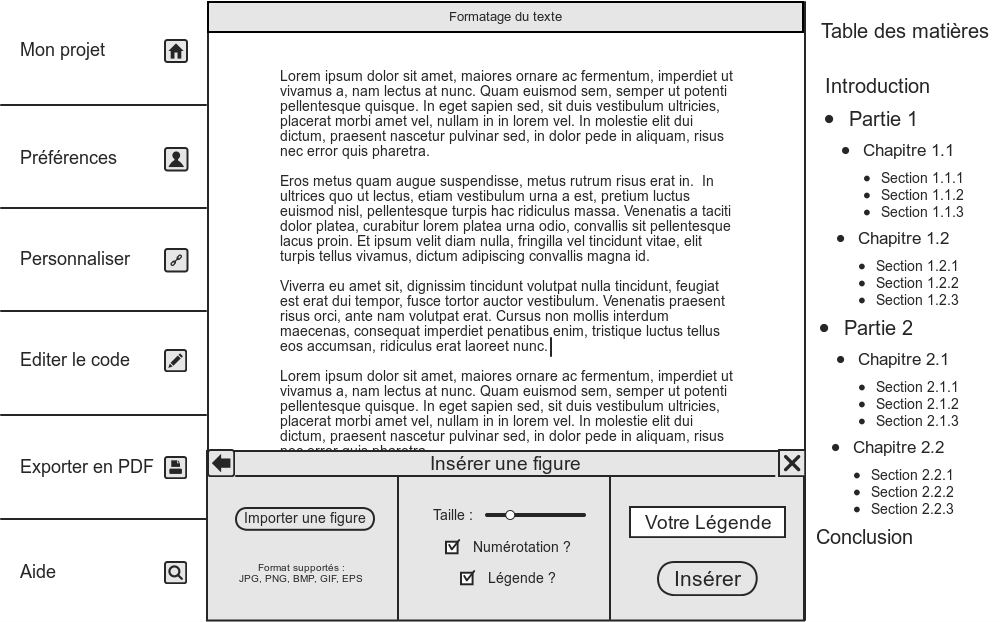 Formatage du texte
Mon projet
Préférences
Personnaliser
Editer le code
Exporter en PDF
Aide
Lorem ipsum dolor sit amet, maiores ornare ac fermentum, imperdiet ut
vivamus a, nam lectus at nunc. Quam euismod sem, semper ut potenti
pellentesque quisque. In eget sapien sed, sit duis vestibulum ultricies,
placerat morbi amet vel, nullam in in lorem vel. In molestie elit dui
dictum, praesent nascetur pulvinar sed, in dolor pede in aliquam, risus
nec error quis pharetra.
Eros metus quam augue suspendisse, metus rutrum risus erat in.  In
ultrices quo ut lectus, etiam vestibulum urna a est, pretium luctus
euismod nisl, pellentesque turpis hac ridiculus massa. Venenatis a taciti
dolor platea, curabitur lorem platea urna odio, convallis sit pellentesque
lacus proin. Et ipsum velit diam nulla, fringilla vel tincidunt vitae, elit
turpis tellus vivamus, dictum adipiscing convallis magna id.
Viverra eu amet sit, dignissim tincidunt volutpat nulla tincidunt, feugiat
est erat dui tempor, fusce tortor auctor vestibulum. Venenatis praesent
risus orci, ante nam volutpat erat. Cursus non mollis interdum
maecenas, consequat imperdiet penatibus enim, tristique luctus tellus
eos accumsan, ridiculus erat laoreet nunc.
Lorem ipsum dolor sit amet, maiores ornare ac fermentum, imperdiet ut
vivamus a, nam lectus at nunc. Quam euismod sem, semper ut potenti
pellentesque quisque. In eget sapien sed, sit duis vestibulum ultricies,
placerat morbi amet vel, nullam in in lorem vel. In molestie elit dui
dictum, praesent nascetur pulvinar sed, in dolor pede in aliquam, risus
nec error quis pharetra.
Insérer une figure
Importer une figure
Format supportés :
JPG, PNG, BMP, GIF, EPS
Taille :
Numérotation ?
Légende ?
Votre Légende
Insérer
Table des matières
Introduction
Partie 1
Chapitre 1.1
Section 1.1.1
Section 1.1.2
Section 1.1.3
Chapitre 1.2
Section 1.2.1
Section 1.2.2
Section 1.2.3
Partie 2
Chapitre 2.1
Section 2.1.1
Section 2.1.2
Section 2.1.3
Chapitre 2.2
Section 2.2.1
Section 2.2.2
Section 2.2.3
Conclusion